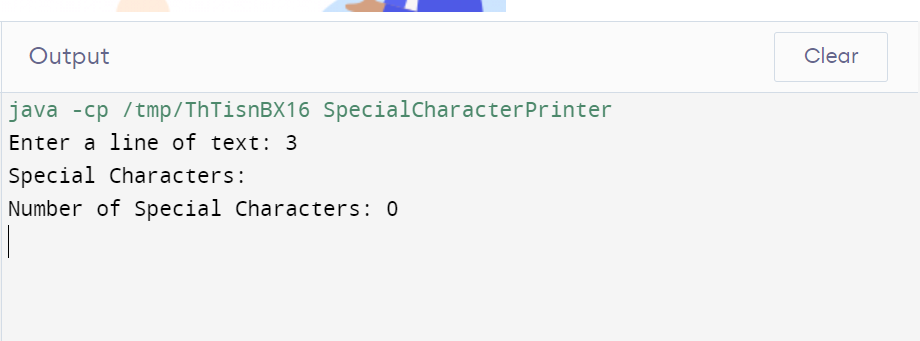 Output
Clear
java -cp /tmp/ThTisnBX16 SpecialCharacterPrinter
Enter a line of text: 3
Special Characters:
Number of Special Characters: 0